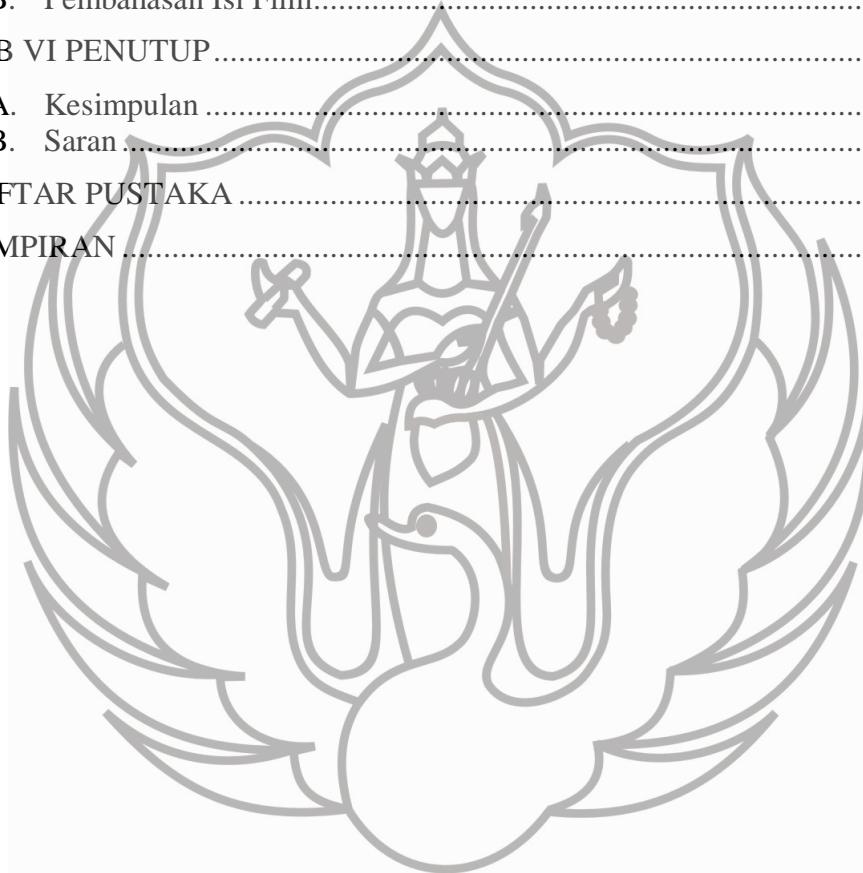 B. Pembahasan Isi Film........................................................................
B VI PENUTUP........................................................................
A. Kesimpulan........................................................................
B. Saran........................................................................
FTAR PUSTAKA........................................................................
MPIRAN........................................................................